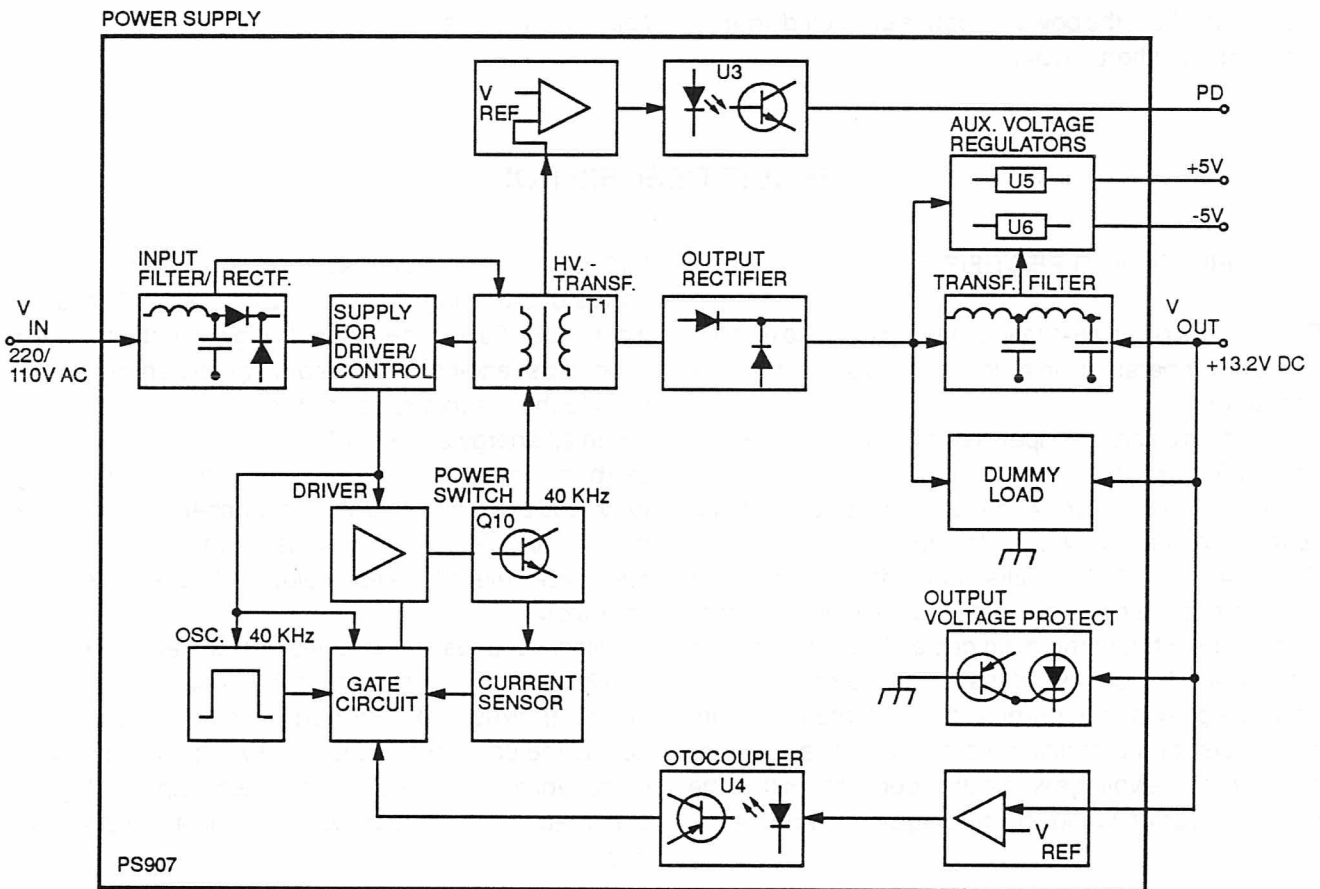 POWER SUPPLY
V
REF
U3
PD
AUX. VOLTAGE
REGULATORS
U5
+5V
U6
-5V
INPUT
FILTER/ RECTF.
HV. -
TRANSF.
T1
OUTPUT
RECTIFIER
TRANSF. FILTER
V
IN
220/
110V AC
SUPPLY
FOR
DRIVER/
CONTROL
V
OUT
+13.2V DC
DRIVER
POWER
SWITCH
40 KHz
Q10
DUMMY
LOAD
OUTPUT
VOLTAGE PROTECT
OSC.
40 KHz
GATE
CIRCUIT
CURRENT
SENSOR
OTOCOUPLER
U4
V
REF
PS907